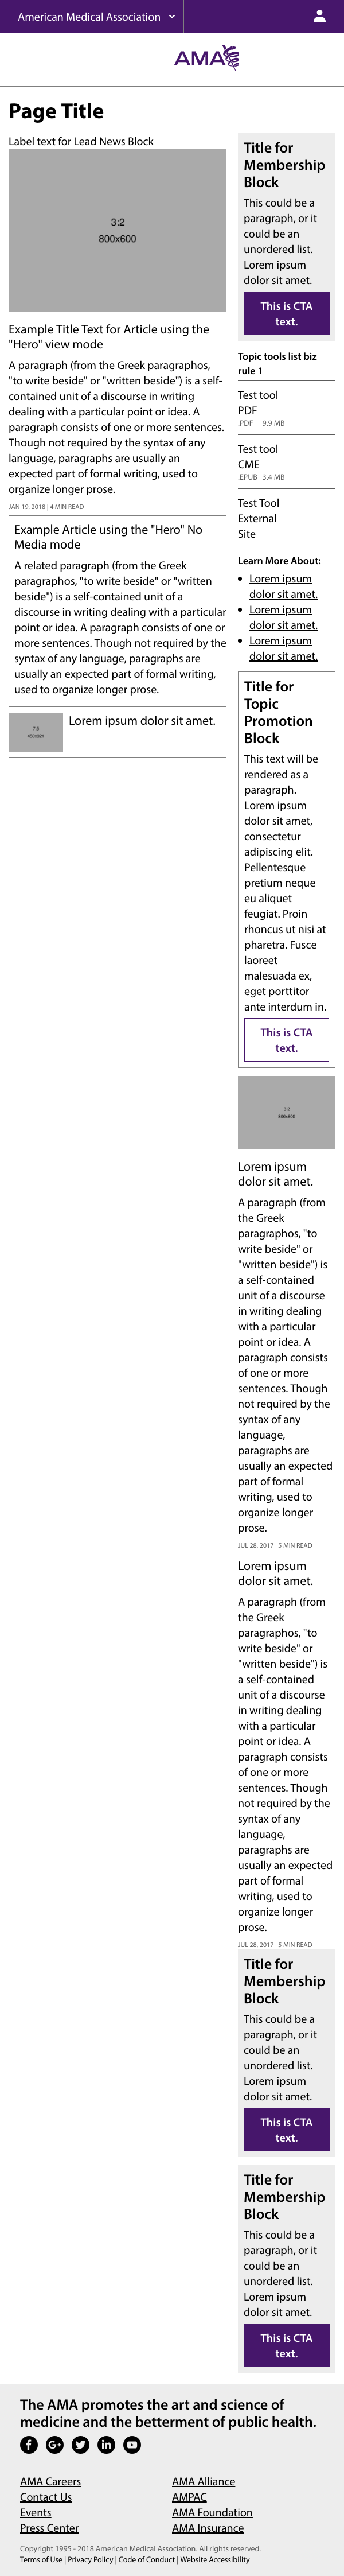 American Medical Association
AMA
Page Title
Label text for Lead News Block
3:2
800x600
Example Title Text for Article using the
"Hero" view mode
A paragraph (from the Greek paragraphos,
"to write beside" or "written beside") is a self-
contained unit of a discourse in writing
dealing with a particular point or idea. A
paragraph consists of one or more sentences.
Though not required by the syntax of any
language, paragraphs are usually an
expected part of formal writing, used to
organize longer prose.
JAN 19, 2018 | 4 MIN READ
Example Article using the "Hero" No
Media mode
A related paragraph (from the Greek
paragraphos, "to write beside" or "written
beside") is a self-contained unit of a
discourse in writing dealing with a particular
point or idea. A paragraph consists of one or
more sentences. Though not required by the
syntax of any language, paragraphs are
usually an expected part of formal writing,
used to organize longer prose.
Lorem ipsum dolor sit amet.
Title for
Membership
Block
This could be a
paragraph, or it
could be an
unordered list.
Lorem ipsum
dolor sit amet.
This is CTA
text.
Topic tools list biz
rule 1
Test tool
PDF
.PDF 9.9 MB
Test tool
CME
.EPUB 3.4 MB
Test Tool
External
Site
Learn More About:
Lorem ipsum
dolor sit amet.
Lorem ipsum
dolor sit amet.
Lorem ipsum
dolor sit amet.
Title for
Topic
Promotion
Block
This text will be
rendered as a
paragraph.
Lorem ipsum
dolor sit amet,
consectetur
adipiscing elit.
Pellentesque
pretium neque
eu aliquet
feugiat. Proin
rhoncus ut nisi at
pharetra. Fusce
laoreet
malesuada ex,
eget porttitor
ante interdum in.
This is CTA
text.
Lorem ipsum
dolor sit amet.
A paragraph (from
the Greek
paragraphos, "to
write beside" or
"written beside") is
a self-contained
unit of a discourse
in writing dealing
with a particular
point or idea. A
paragraph consists
of one or more
sentences. Though
not required by the
syntax of any
language,
paragraphs are
usually an expected
part of formal
writing, used to
organize longer
prose.
JUL 28, 2017 | 5 MIN READ
Lorem ipsum
dolor sit amet.
A paragraph (from
the Greek
paragraphos, "to
write beside" or
"written beside") is
a self-contained
unit of a discourse
in writing dealing
with a particular
point or idea. A
paragraph consists
of one or more
sentences. Though
not required by the
syntax of any
language,
paragraphs are
usually an expected
part of formal
writing, used to
organize longer
prose.
JUL 28, 2017 | 5 MIN READ
Title for
Membership
Block
This could be a
paragraph, or it
could be an
unordered list.
Lorem ipsum
dolor sit amet.
This is CTA
text.
Title for
Membership
Block
This could be a
paragraph, or it
could be an
unordered list.
Lorem ipsum
dolor sit amet.
This is CTA
text.
The AMA promotes the art and science of
medicine and the betterment of public health.
AMA Careers
Contact Us
Events
Press Center
AMA Alliance
AMPAC
AMA Foundation
AMA Insurance
Copyright 1995 - 2018 American Medical Association. All rights reserved.
Terms of Use | Privacy Policy | Code of Conduct | Website Accessibility